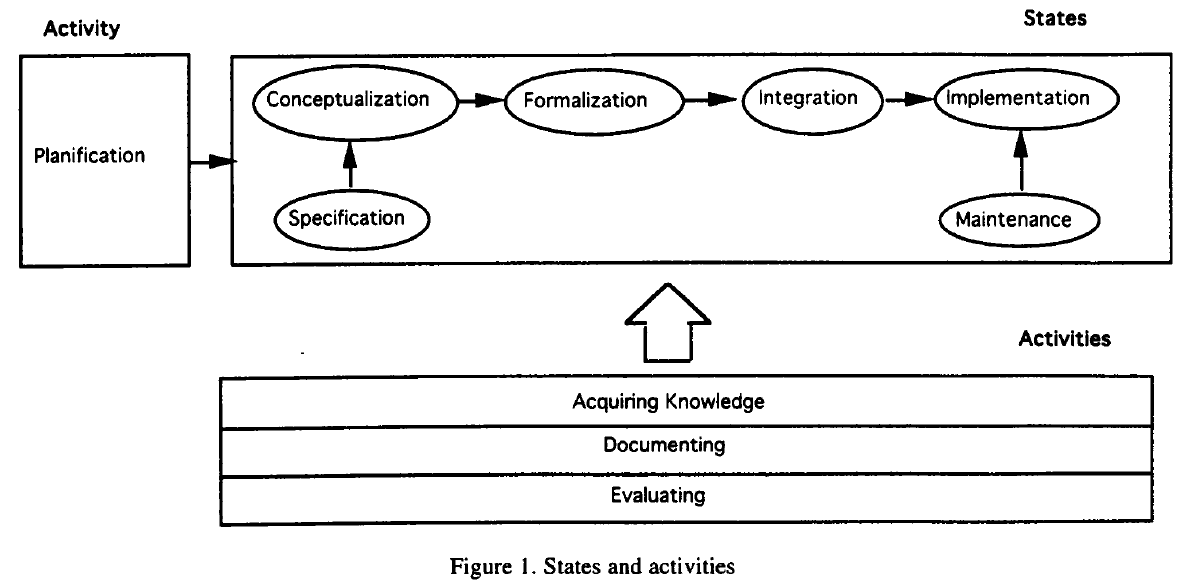 Activity
States
Planification
Conceptualization
Formalization
Integration
Implementation
Specification
Maintenance
Activities
Acquiring Knowledge
Documenting
Evaluating
Figure 1. States and activities